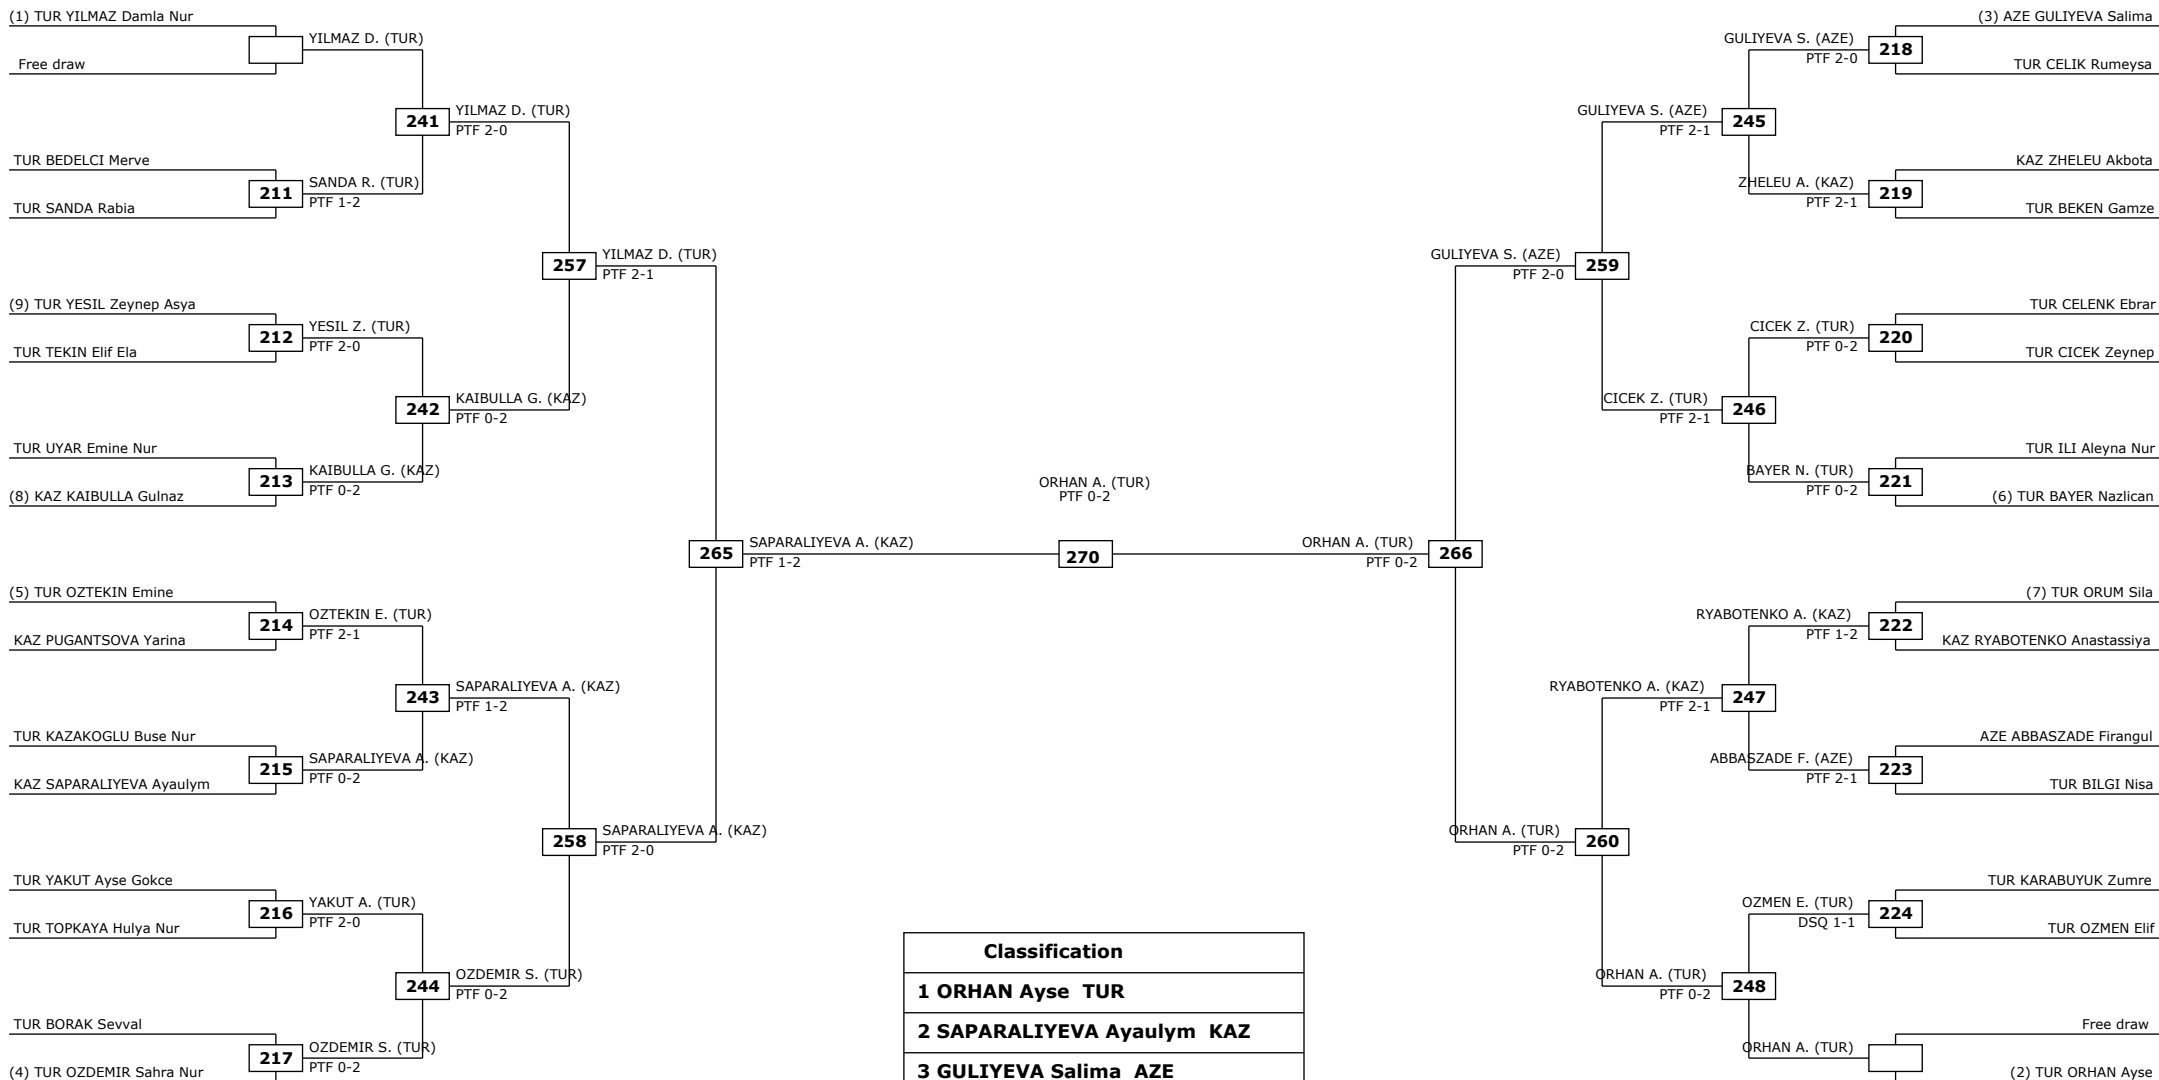 (1) TUR YILMAZ Damla Nur
YILMAZ D. (TUR)
Free draw
241
YILMAZ D. (TUR)
PTF 2-0
TUR BEDELCI Merve
211
SANDA R. (TUR)
PTF 1-2
TUR SANDA Rabia
257
YILMAZ D. (TUR)
PTF 2-1
(9) TUR YESIL Zeynep Asya
212
YESIL Z. (TUR)
PTF 2-0
TUR TEKIN Elif Ela
242
KAIBULLA G. (KAZ)
PTF 0-2
TUR UYAR Emine Nur
213
KAIBULLA G. (KAZ)
PTF 0-2
(8) KAZ KAIBULLA Gulnaz
265
SAPARALIYEVA A. (KAZ)
PTF 1-2
(5) TUR OZTEKIN Emine
214
OZTEKIN E. (TUR)
PTF 2-1
KAZ PUGANTSOVA Yarina
243
SAPARALIYEVA A. (KAZ)
PTF 1-2
TUR KAZAKOGLU Buse Nur
215
SAPARALIYEVA A. (KAZ)
PTF 0-2
KAZ SAPARALIYEVA Ayaulym
258
SAPARALIYEVA A. (KAZ)
PTF 2-0
TUR YAKUT Ayse Gokce
216
YAKUT A. (TUR)
PTF 2-0
TUR TOPKAYA Hulya Nur
244
OZDEMIR S. (TUR)
PTF 0-2
TUR BORAK Sevval
217
OZDEMIR S. (TUR)
PTF 0-2
(4) TUR OZDEMIR Sahra Nur
ORHAN A. (TUR)
PTF 0-2
270
(3) AZE GULIYEVA Salima
GULIYEVA S. (AZE)
PTF 2-0
218
TUR CELIK Rumeysa
GULIYEVA S. (AZE)
PTF 2-1
245
KAZ ZHELEU Akbota
ZHELEU A. (KAZ)
PTF 2-1
219
TUR BEKEN Gamze
GULIYEVA S. (AZE)
PTF 2-0
259
TUR CELENK Ebrar
CICEK Z. (TUR)
PTF 0-2
220
TUR CICEK Zeynep
CICEK Z. (TUR)
PTF 2-1
246
TUR ILI Aleyna Nur
BAYER N. (TUR)
PTF 0-2
221
(6) TUR BAYER Nazlican
ORHAN A. (TUR)
PTF 0-2
266
(7) TUR ORUM Sila
RYABOTENKO A. (KAZ)
PTF 1-2
222
KAZ RYABOTENKO Anastassiya
RYABOTENKO A. (KAZ)
PTF 2-1
247
AZE ABBASZADE Firangul
ABBASZADE F. (AZE)
PTF 2-1
223
TUR BILGI Nisa
ORHAN A. (TUR)
PTF 0-2
260
TUR KARABUYUK Zumre
OZMEN E. (TUR)
DSQ 1-1
224
TUR OZMEN Elif
ORHAN A. (TUR)
PTF 0-2
248
Free draw
ORHAN A. (TUR)
(2) TUR ORHAN Ayse
Classification
1 ORHAN Ayse TUR
2 SAPARALIYEVA Ayaulym KAZ
3 GULIYEVA Salima AZE